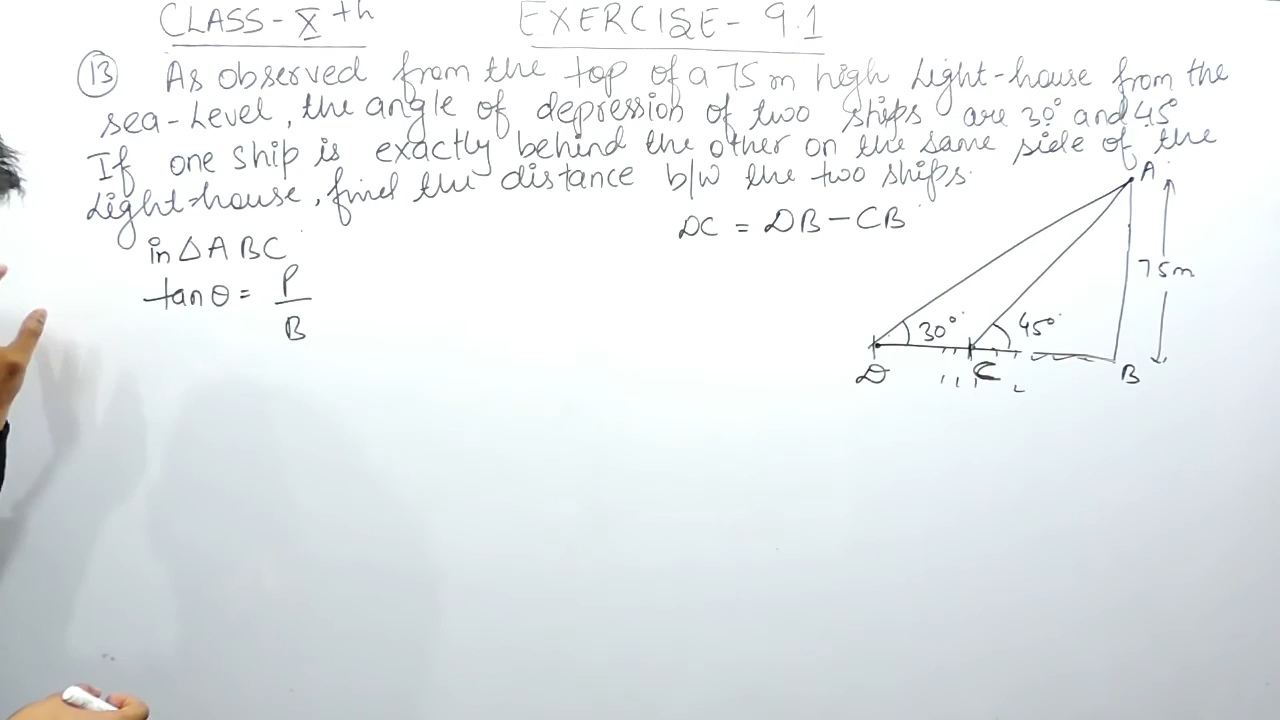 CLASS - Xth EXERCISE - 9.1
(13) As observed from the top of a 75m high Light-house from the
sea-level, the angle of depression of two ships are 30° and 45°
If one ship is exactly behind the other on the same side of the
Light-house, find the distance b/w the two ships.
DC = DB - CB
in △ABC
tan θ = P
B
A
75m
30° 45°
D C B